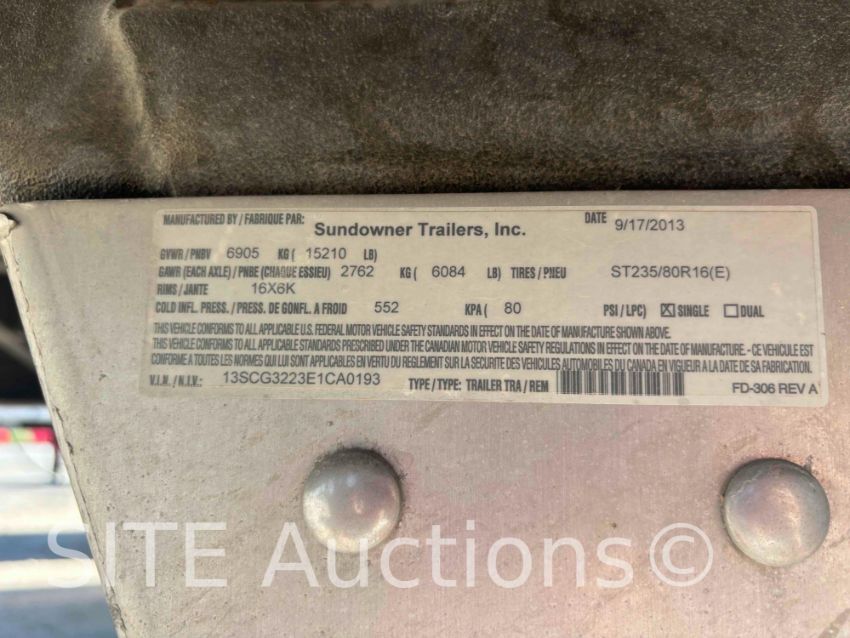 MANUFACTURED BY / FABRIQUE PAR: Sundowner Trailers, Inc. DATE 9/17/2013
GVWR / PNBV 6905 KG ( 15210 LB)
GAWR (EACH AXLE) / PNBE (CHAQUE ESSIEU) 2762 KG ( 6084 LB) TIRES / PNEU ST235/80R16(E)
RIMS / JANTE 16X6K
COLD INFL. PRESS. / PRESS. DE GONFL. A FROID 552 KPA ( 80 PSI / LPC) ☒ SINGLE ☐ DUAL
THIS VEHICLE CONFORMS TO ALL APPLICABLE U.S. FEDERAL MOTOR VEHICLE SAFETY STANDARDS IN EFFECT ON THE DATE OF MANUFACTURE SHOWN ABOVE.
THIS VEHICLE CONFORMS TO ALL APPLICABLE STANDARDS PRESCRIBED UNDER THE CANADIAN MOTOR VEHICLE SAFETY REGULATIONS IN EFFECT ON THE DATE OF MANUFACTURE. - CE VEHICULE EST
CONFORME A TOUTES LES NORMES QUI LUI SONT APPLICABLES EN VERTU DU REGLEMENT SUR LA SECURITE DES VEHICLES AUTOMOBILES DU CANADA EN VIGUEUR A LA DATE DE SA FABRICATION.
V.I.N. / N.I.V.: 13SCG3223E1CA0193 TYPE / TYPE: TRAILER TRA / REM FD-306 REV A
SITE Auctions.com